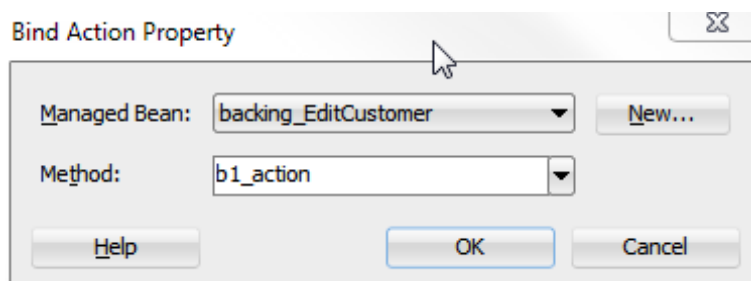 Bind Action Property
Managed Bean: backing_EditCustomer New...
Method: b1_action
Help OK Cancel